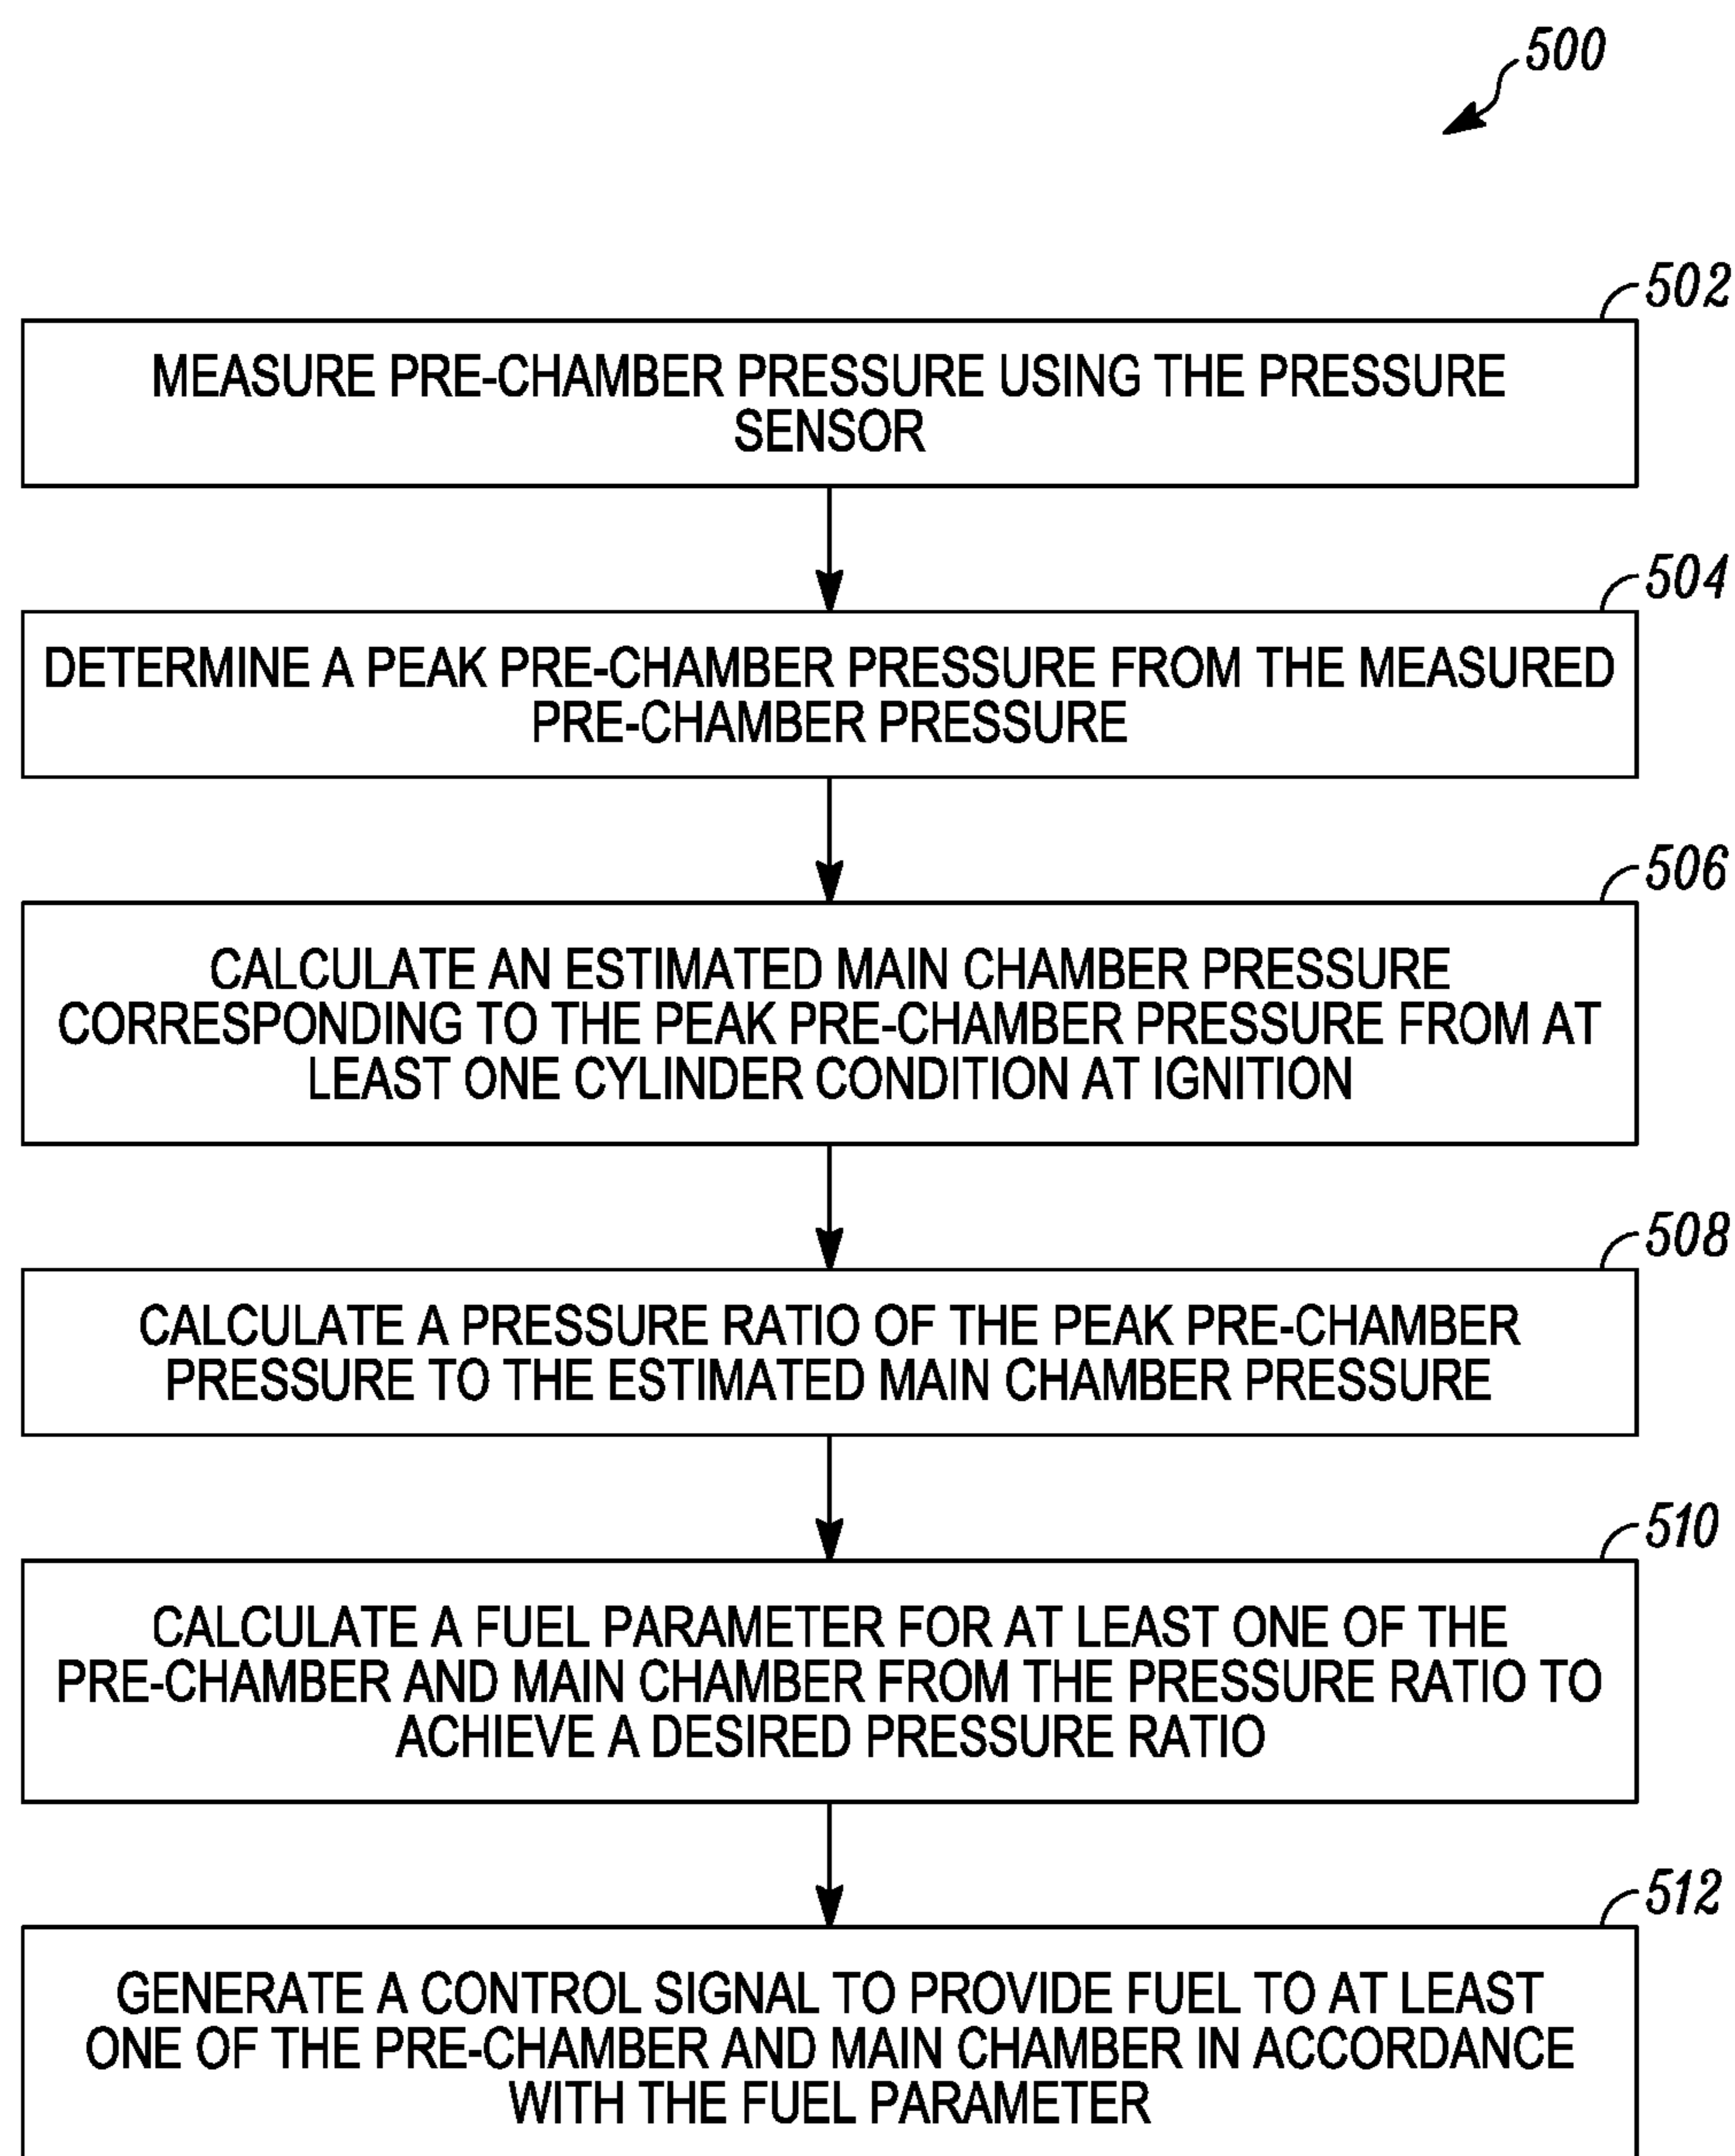 500
502
MEASURE PRE-CHAMBER PRESSURE USING THE PRESSURE
SENSOR
504
DETERMINE A PEAK PRE-CHAMBER PRESSURE FROM THE MEASURED
PRE-CHAMBER PRESSURE
506
CALCULATE AN ESTIMATED MAIN CHAMBER PRESSURE
CORRESPONDING TO THE PEAK PRE-CHAMBER PRESSURE FROM AT
LEAST ONE CYLINDER CONDITION AT IGNITION
508
CALCULATE A PRESSURE RATIO OF THE PEAK PRE-CHAMBER
PRESSURE TO THE ESTIMATED MAIN CHAMBER PRESSURE
510
CALCULATE A FUEL PARAMETER FOR AT LEAST ONE OF THE
PRE-CHAMBER AND MAIN CHAMBER FROM THE PRESSURE RATIO TO
ACHIEVE A DESIRED PRESSURE RATIO
512
GENERATE A CONTROL SIGNAL TO PROVIDE FUEL TO AT LEAST
ONE OF THE PRE-CHAMBER AND MAIN CHAMBER IN ACCORDANCE
WITH THE FUEL PARAMETER